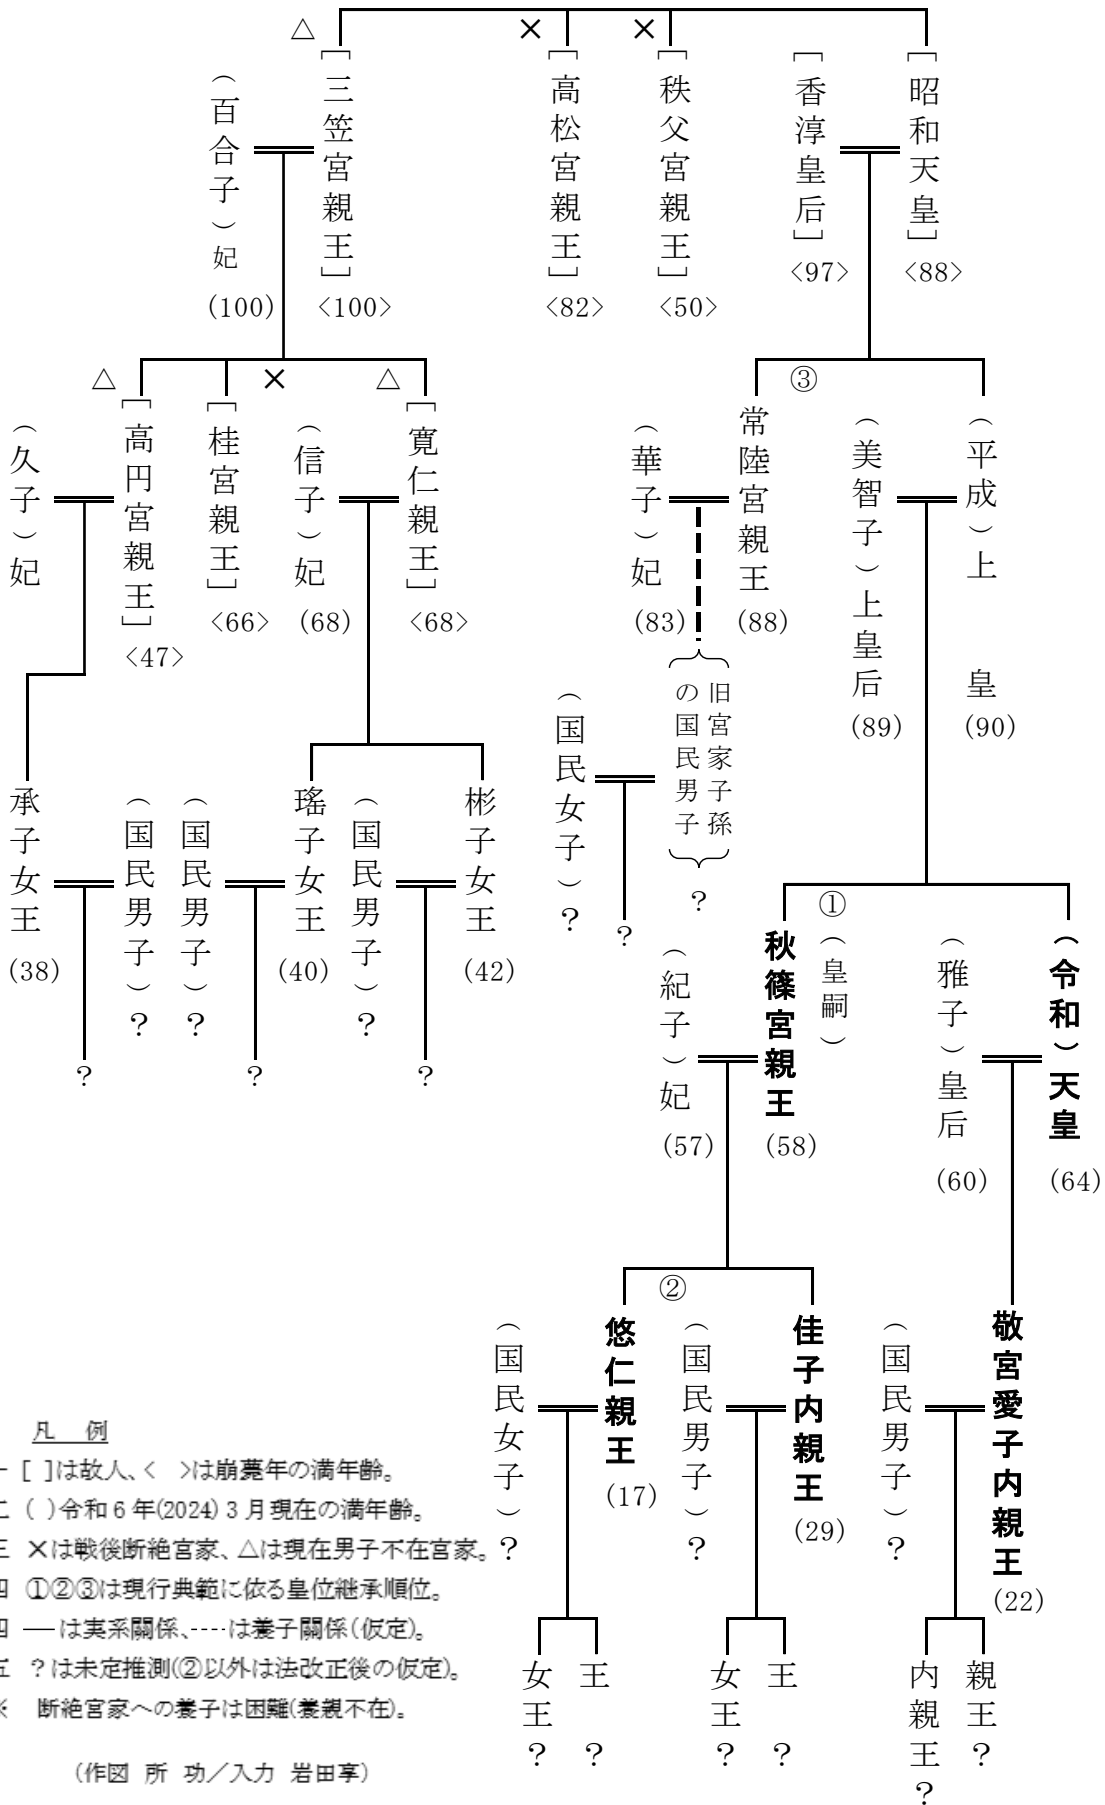 [昭和天皇]
<88>
[香淳皇后]
<97>
×
[秩父宮親王]
<50>
×
[高松宮親王]
<82>
△
[三笠宮親王]
<100>
(百合子)妃
(100)
(平成)上皇
(90)
(美智子)上皇后
(89)
③
常陸宮親王
(88)
(華子)妃
(83)
△
[寛仁親王]
<68>
(信子)妃
(68)
×
[桂宮親王]
<66>
△
[高円宮親王]
<47>
(久子)妃
旧宮家子孫
の国民男子
?
(国民女子)?
?
彬子女王
(42)
(国民男子)?
?
瑤子女王
(40)
(国民男子)?
?
(国民男子)?
承子女王
(38)
?
(令和)天皇
(64)
(雅子)皇后
(60)
①
(皇嗣)
秋篠宮親王
(58)
(紀子)妃
(57)
敬宮愛子内親王
(22)
(国民男子)?
佳子内親王
(29)
(国民男子)?
②
悠仁親王
(17)
(国民女子)?
親王?
内親王?
王?
女王?
王?
女王?
凡 例
[ ]は故人、< >は崩薨年の満年齢。
( )令和6年(2024)3月現在の満年齢。
×は戦後断絶宮家、△は現在男子不在宮家。
①②③は現行典範に依る皇位継承順位。
―は実系関係、----は養子関係(仮定)。
?は未定推測(②以外は法改正後の仮定)。
断絶宮家への養子は困難(養親不在)。
(作図 所 功／入力 岩田享)